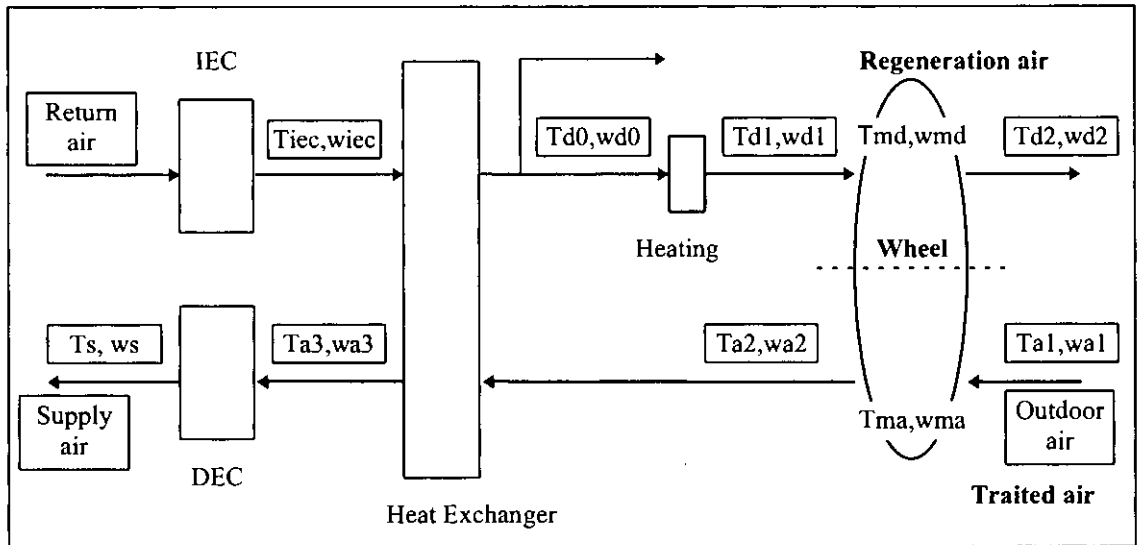 IEC
Regeneration air
Return
air
Tiec,wiec
Td0,wd0
Td1,wd1
Tmd,wmd
Td2,wd2
Heating
Wheel
Ts, ws
Ta3,wa3
Ta2,wa2
Ta1,wa1
Supply
air
Tma,wma
Outdoor
air
DEC
Heat Exchanger
Traited air